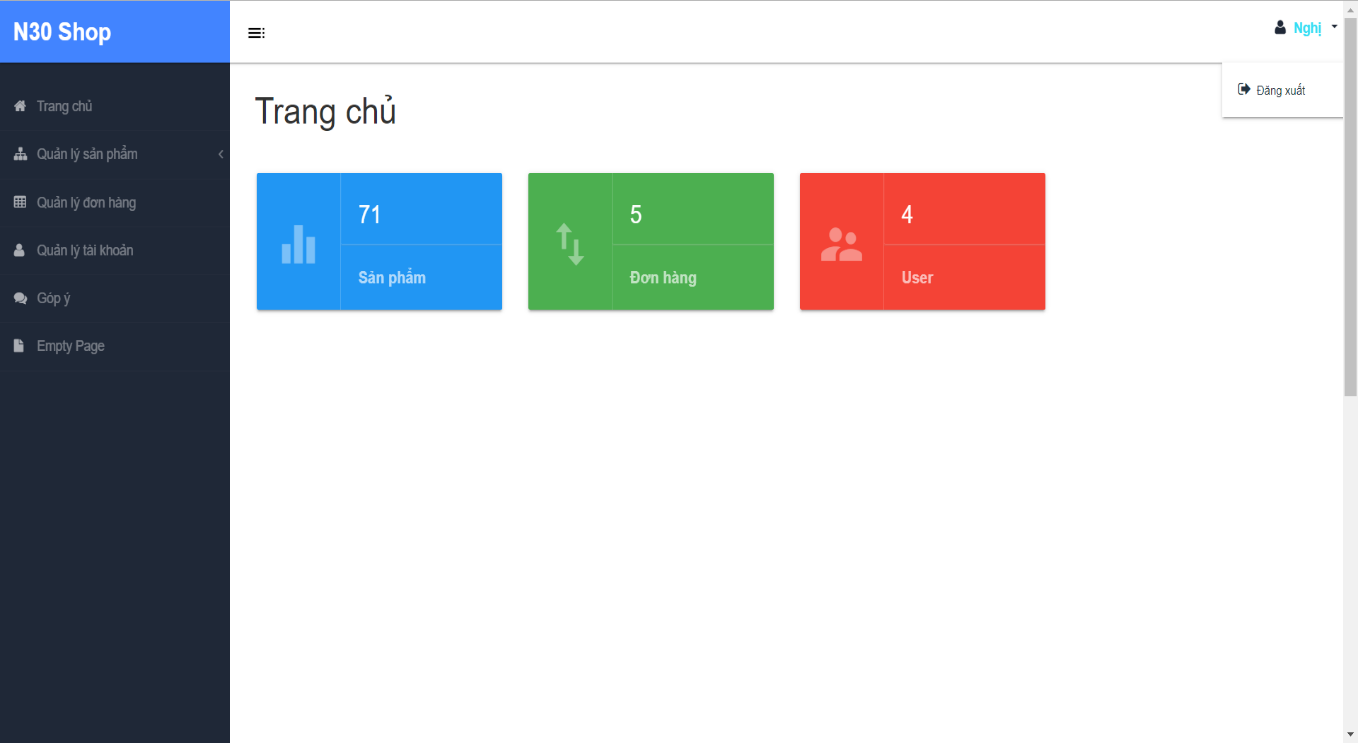 N30 Shop
Nghị
Đăng xuất
Trang chủ
Quản lý sản phẩm
Quản lý đơn hàng
Quản lý tài khoản
Góp ý
Empty Page
Trang chủ
71
Sản phẩm
5
Đơn hàng
4
User